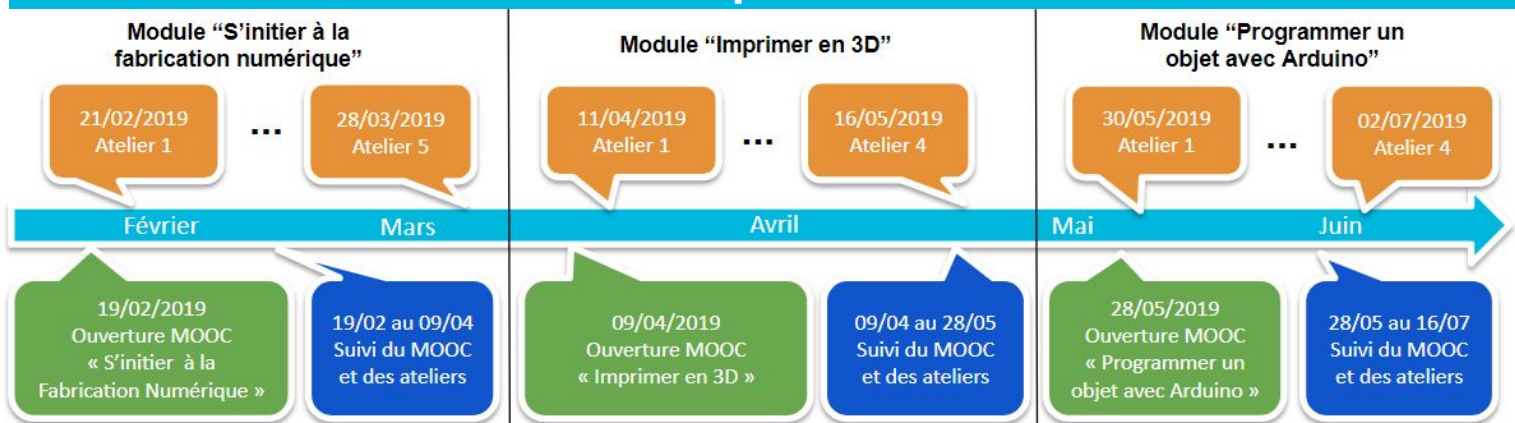 Module “S’initier à la
fabrication numérique”
21/02/2019
Atelier 1
...
28/03/2019
Atelier 5
Février
Mars
19/02/2019
Ouverture MOOC
« S’initier à la
Fabrication Numérique »
19/02 au 09/04
Suivi du MOOC
et des ateliers
Module “Imprimer en 3D”
11/04/2019
Atelier 1
...
16/05/2019
Atelier 4
Avril
09/04/2019
Ouverture MOOC
« Imprimer en 3D »
09/04 au 28/05
Suivi du MOOC
et des ateliers
Module “Programmer un
objet avec Arduino”
30/05/2019
Atelier 1
...
02/07/2019
Atelier 4
Mai
Juin
28/05/2019
Ouverture MOOC
« Programmer un
objet avec Arduino »
28/05 au 16/07
Suivi du MOOC
et des ateliers